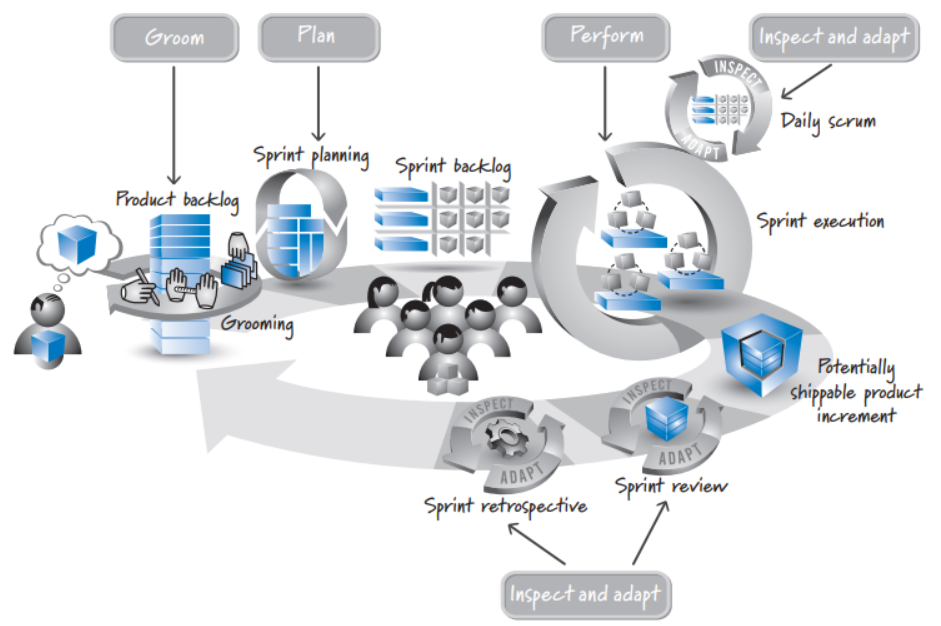 Groom
Plan
Perform
Inspect and adapt
INSPECT
ADAPT
Daily scrum
Sprint planning
Sprint backlog
Product backlog
Sprint execution
Grooming
Potentially
shippable product
increment
INSPECT
ADAPT
Sprint retrospective
INSPECT
ADAPT
Sprint review
Inspect and adapt